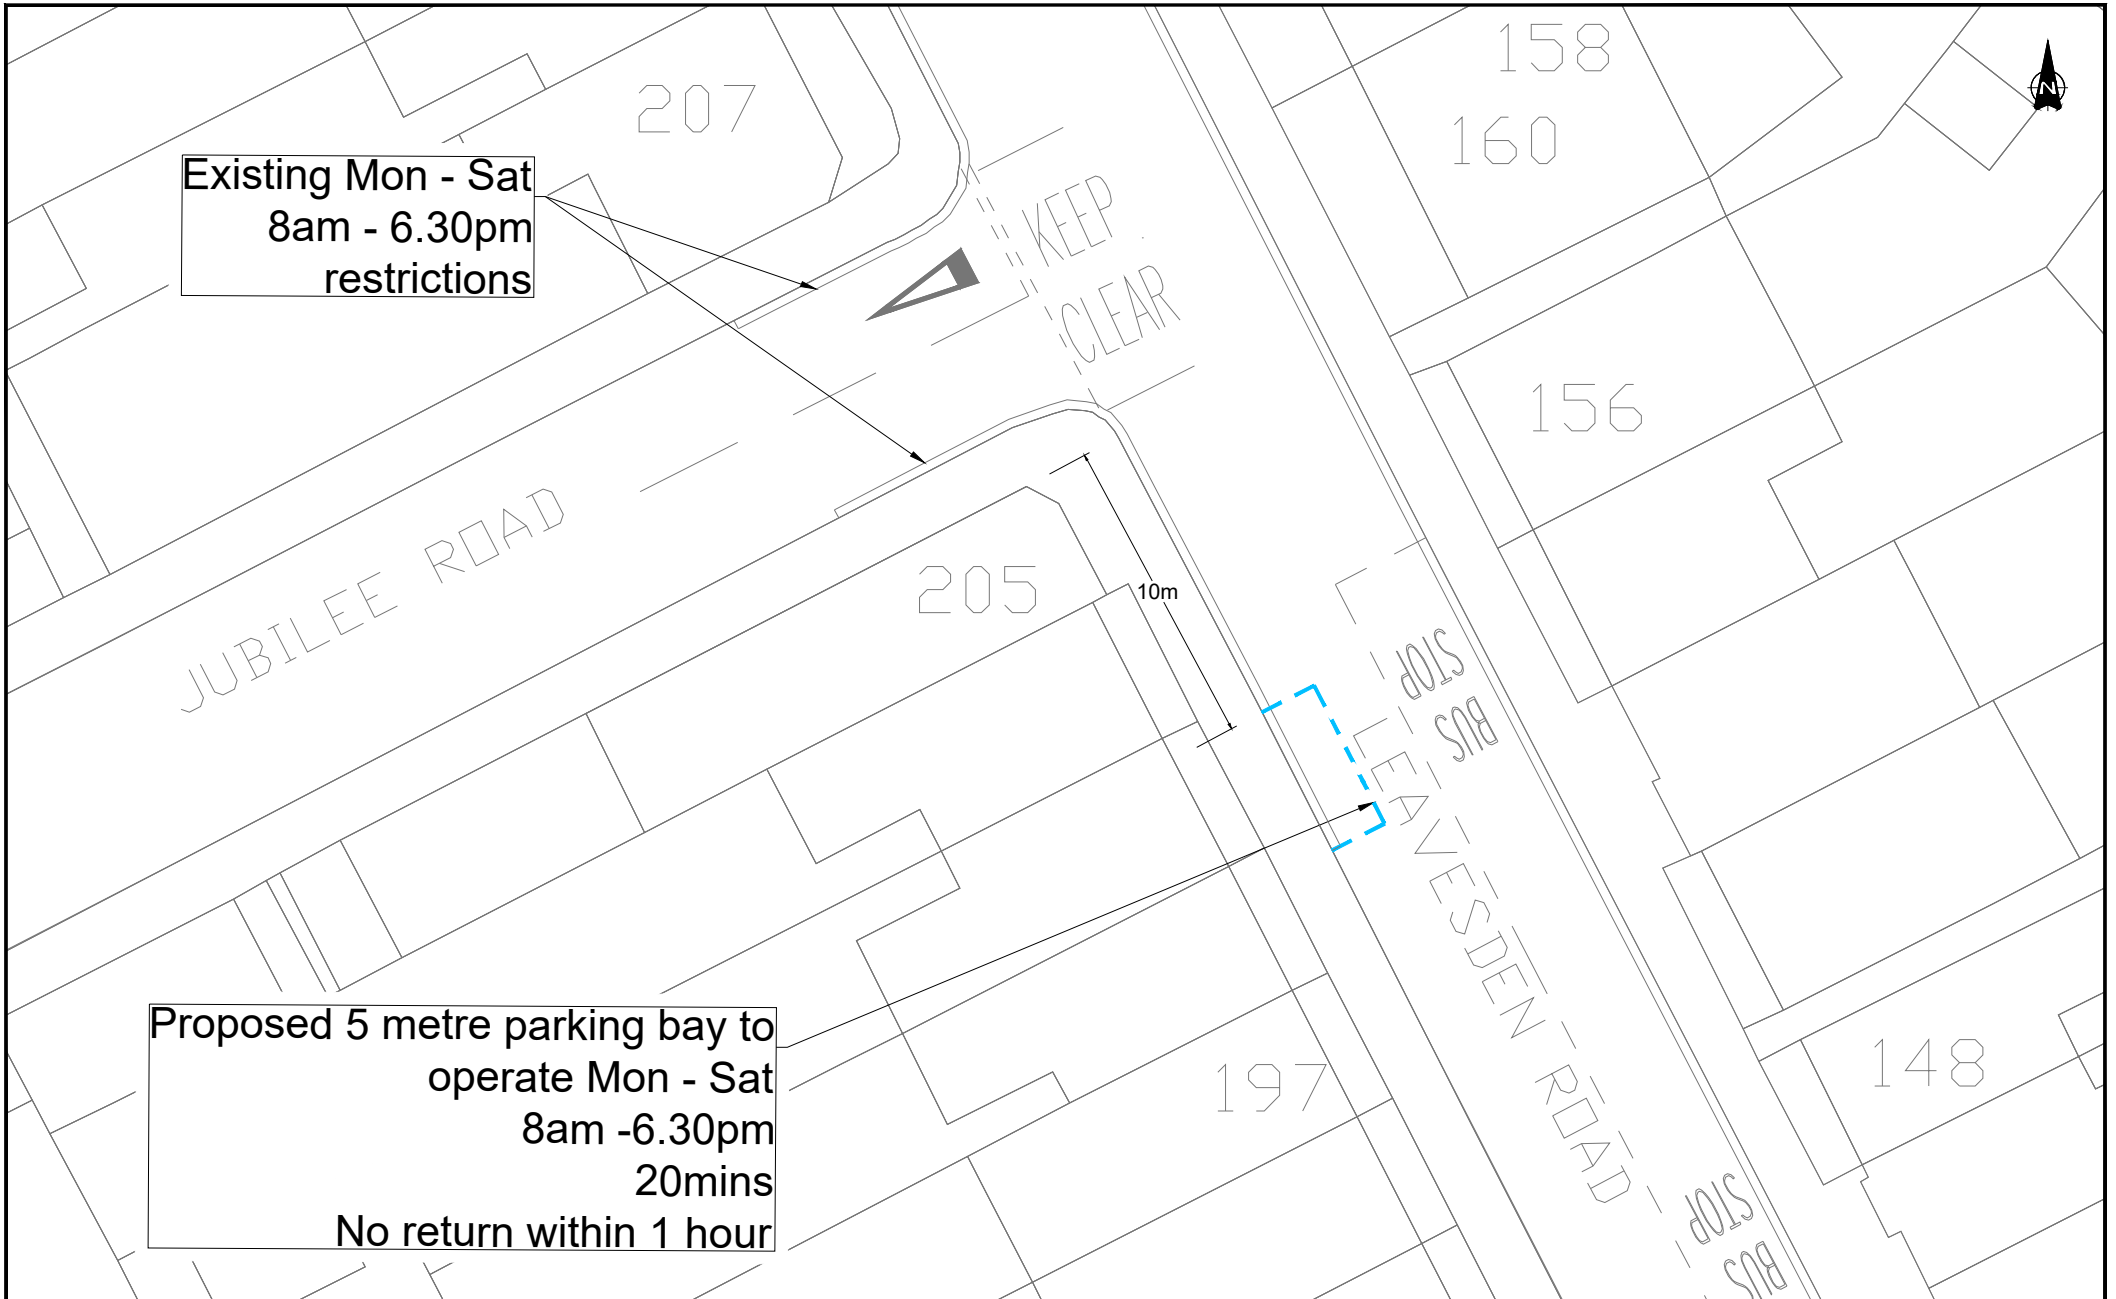 158
207
160
N
Existing Mon - Sat
8am - 6.30pm
restrictions
KEEP
CLEAR
156
JUBILEE ROAD
205
10m
STOP
BUS
LEAVESDEN ROAD
Proposed 5 metre parking bay to
operate Mon - Sat
8am -6.30pm
20mins
No return within 1 hour
197
148
STOP
BUS